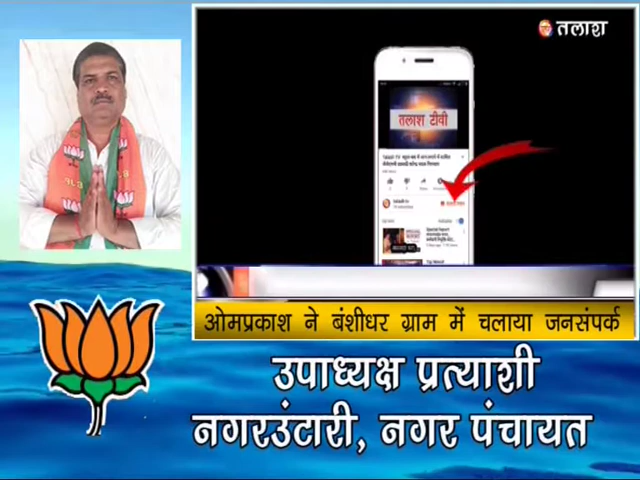 तलाश
तलाश टीवी
ओमप्रकाश ने बंशीधर ग्राम में चलाया जनसंपर्क
उपाध्यक्ष प्रत्याशी
नगरउंटारी, नगर पंचायत